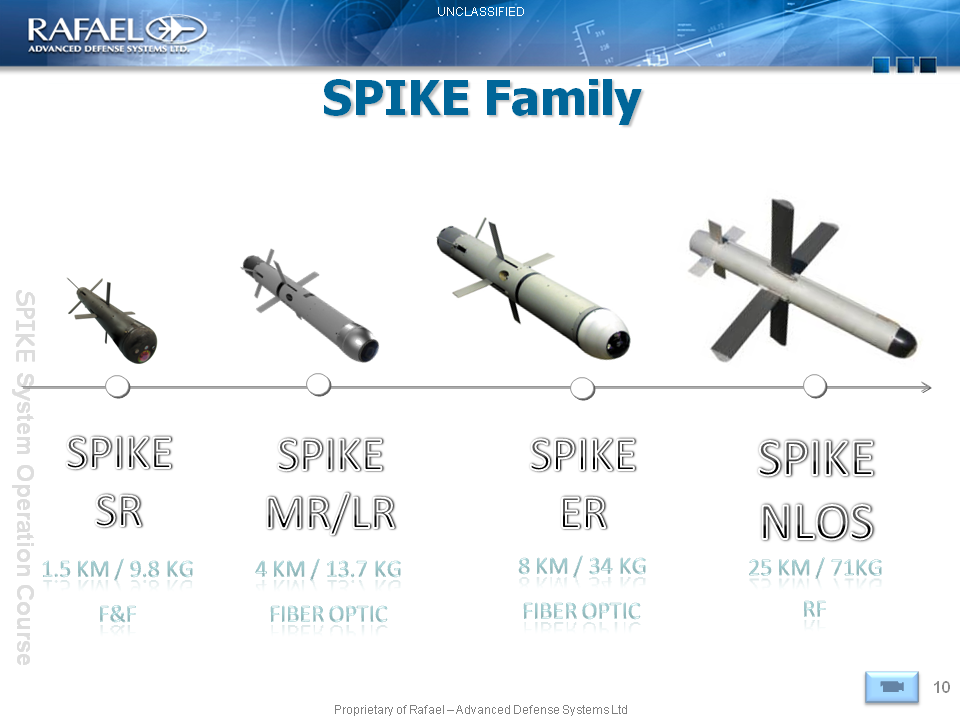 UNCLASSIFIED
RAFAEL
ADVANCED DEFENSE SYSTEMS LTD.
SPIKE Family
SPIKE System Operation Course
SPIKE
SR
1.5 KM / 9.8 KG
F&F
SPIKE
MR/LR
4 KM / 13.7 KG
FIBER OPTIC
SPIKE
ER
8 KM / 34 KG
FIBER OPTIC
SPIKE
NLOS
25 KM / 71KG
RF
10
Proprietary of Rafael – Advanced Defense Systems Ltd